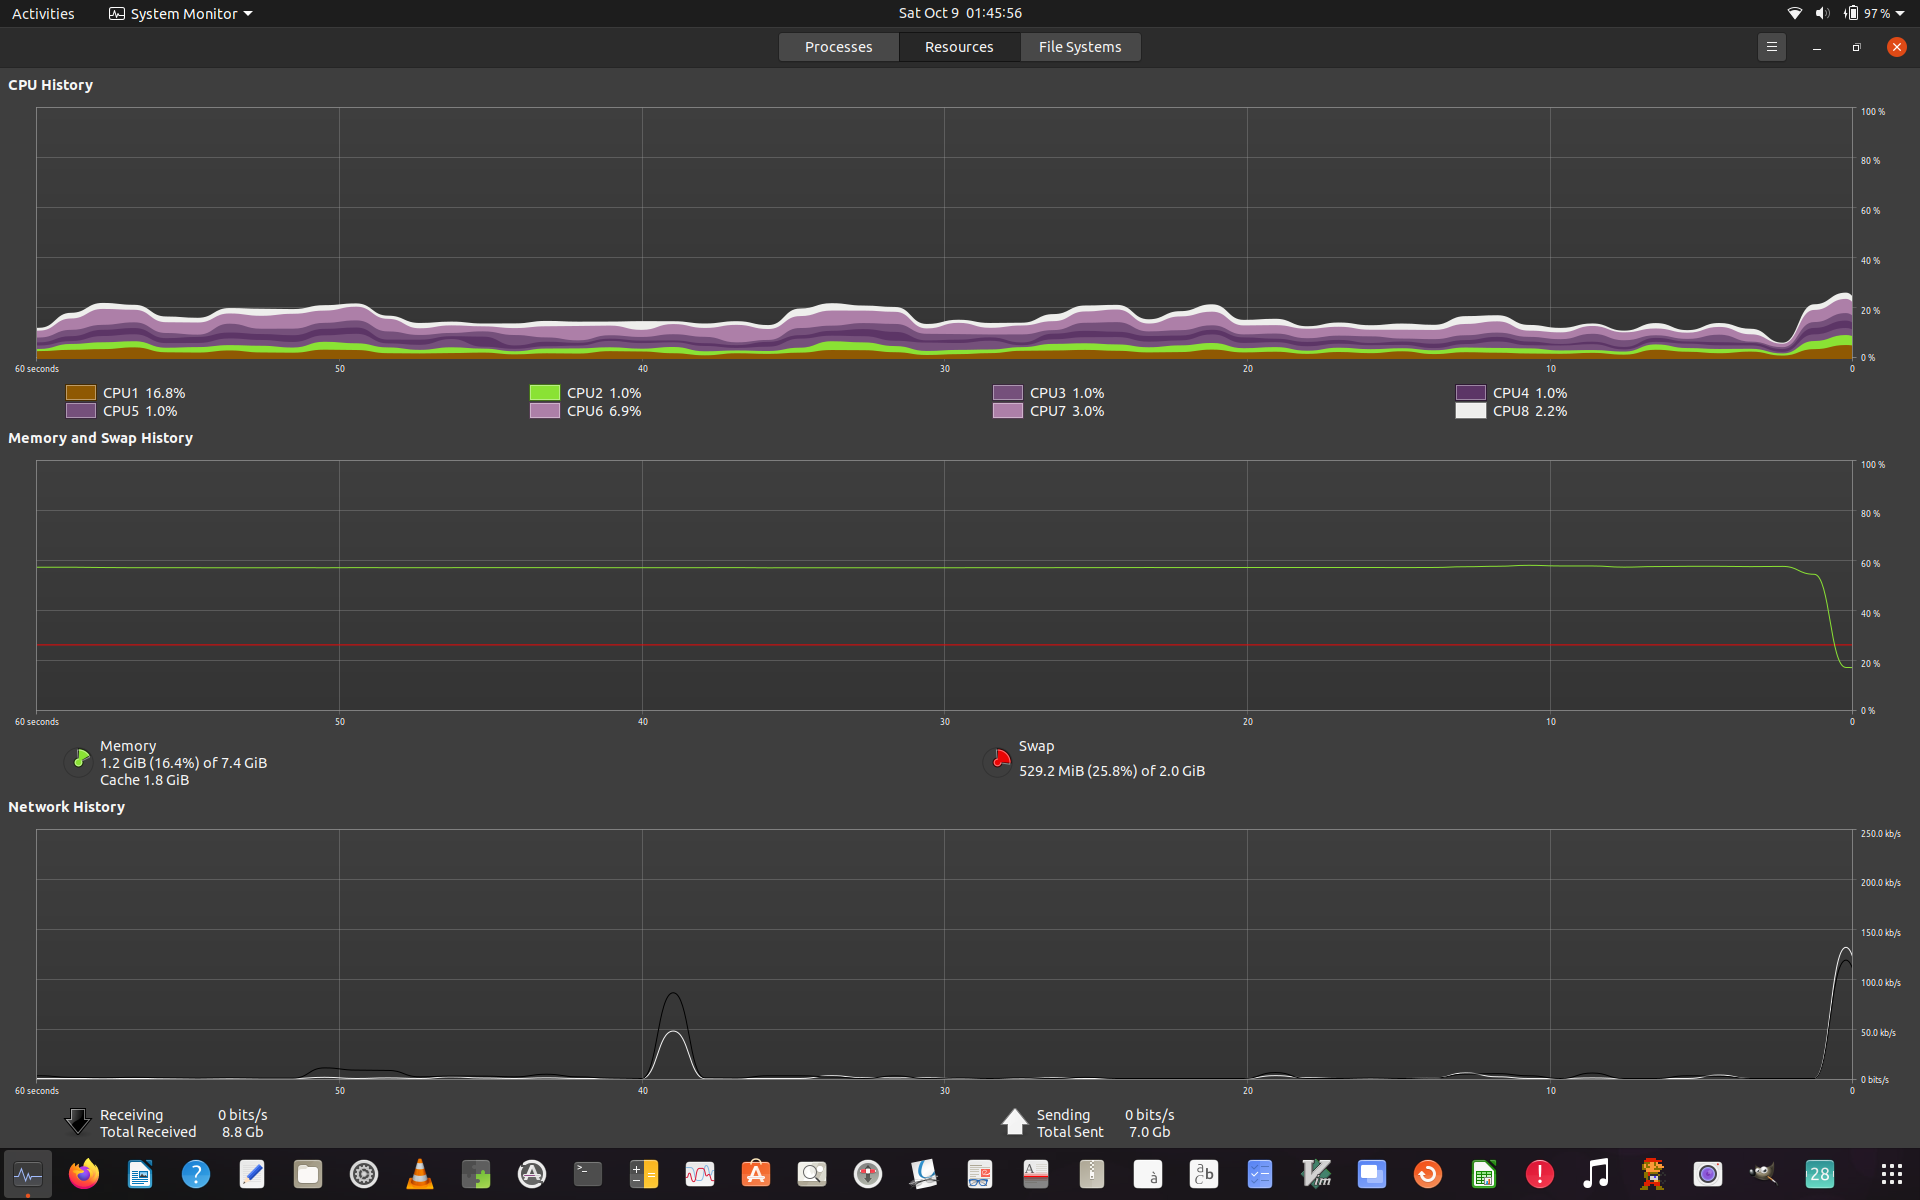 Activities System Monitor Sat Oct 9 01:45:56 97 %
Processes Resources File Systems
CPU History
100 %
80 %
60 %
40 %
20 %
0 %
60 seconds 50 40 30 20 10 0
CPU1 16.8% CPU2 1.0% CPU3 1.0% CPU4 1.0%
CPU5 1.0% CPU6 6.9% CPU7 3.0% CPU8 2.2%
Memory and Swap History
100 %
80 %
60 %
40 %
20 %
0 %
60 seconds 50 40 30 20 10 0
Memory Swap
1.2 GiB (16.4%) of 7.4 GiB 529.2 MiB (25.8%) of 2.0 GiB
Cache 1.8 GiB
Network History
250.0 kb/s
200.0 kb/s
150.0 kb/s
100.0 kb/s
50.0 kb/s
0 bits/s
60 seconds 50 40 30 20 10 0
Receiving 0 bits/s Sending 0 bits/s
Total Received 8.8 Gb Total Sent 7.0 Gb
? >_ A à a b c Vim ! 28